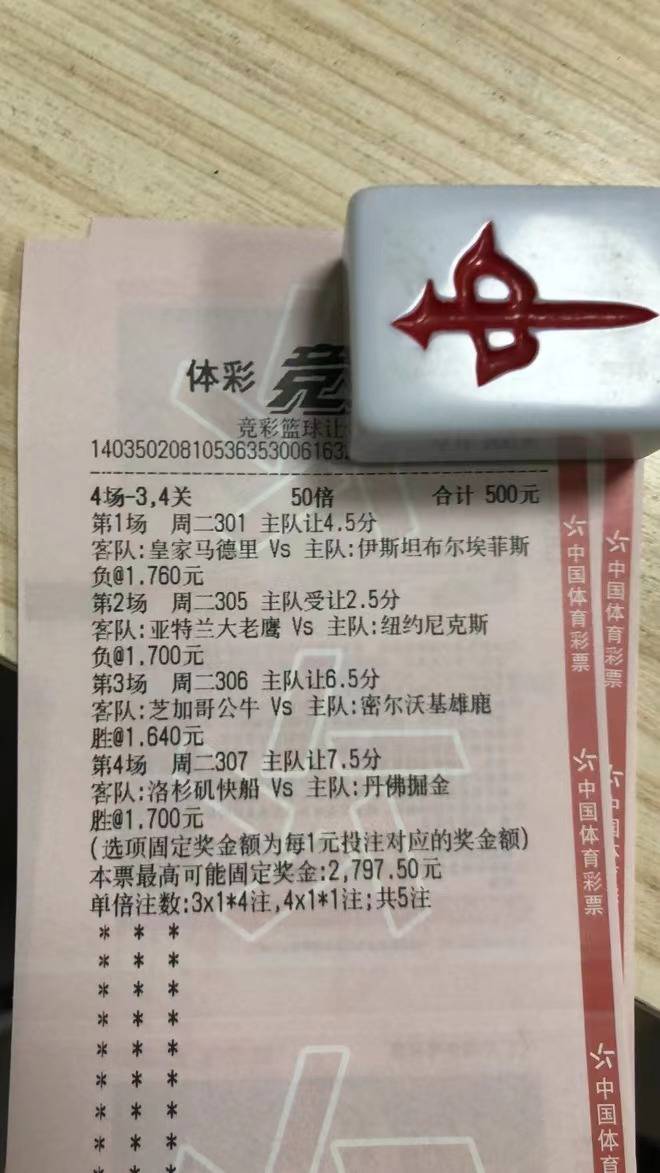 体彩 竞
竞彩篮球让
14035020810536353006163
4场-3,4关 50倍 合计 500元
第1场 周二301 主队让4.5分
客队:皇家马德里 Vs 主队:伊斯坦布尔埃菲斯
负@1.760元
第2场 周二305 主队受让2.5分
客队:亚特兰大老鹰 Vs 主队:纽约尼克斯
负@1.700元
第3场 周二306 主队让6.5分
客队:芝加哥公牛 Vs 主队:密尔沃基雄鹿
胜@1.640元
第4场 周二307 主队让7.5分
客队:洛杉矶快船 Vs 主队:丹佛掘金
胜@1.700元
(选项固定奖金额为每1元投注对应的奖金额)
本票最高可能固定奖金:2,797.50元
单倍注数:3x1*4注,4x1*1注;共5注
* * *
* * *
* * *
* * *
* * *
* * *
* * *
* * *
* * *
中国体育彩票
中国体育彩票
中国体育彩票
中国体育